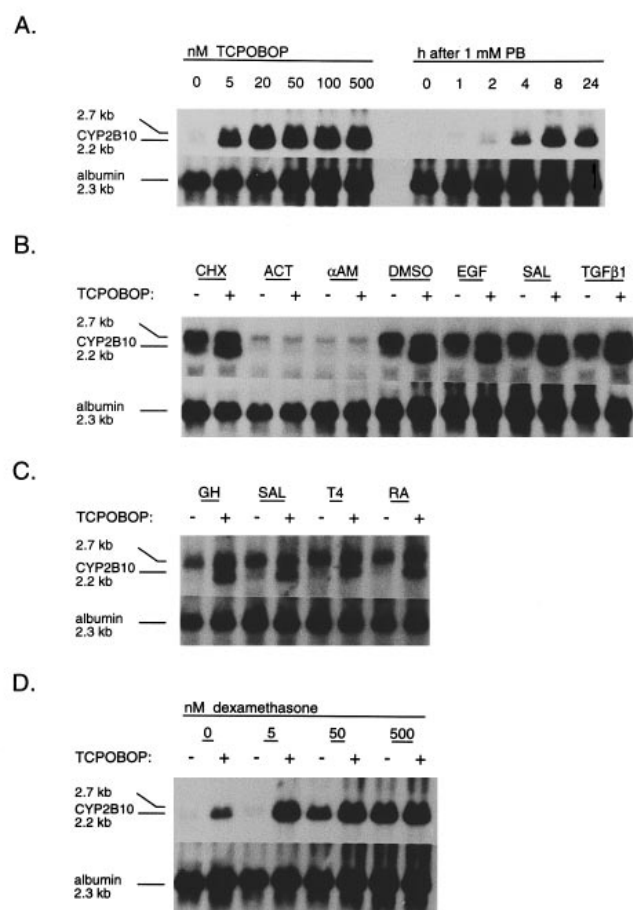 A.
nM TCPOBOP h after 1 mM PB
0 5 20 50 100 500 0 1 2 4 8 24
2.7 kb
CYP2B10
2.2 kb
albumin
2.3 kb
B.
CHX ACT αAM DMSO EGF SAL TGFβ1
TCPOBOP: - + - + - + - + - + - + - +
2.7 kb
CYP2B10
2.2 kb
albumin
2.3 kb
C.
GH SAL T4 RA
TCPOBOP: - + - + - + - +
2.7 kb
CYP2B10
2.2 kb
albumin
2.3 kb
D.
nM dexamethasone
0 5 50 500
TCPOBOP: - + - + - + - +
2.7 kb
CYP2B10
2.2 kb
albumin
2.3 kb